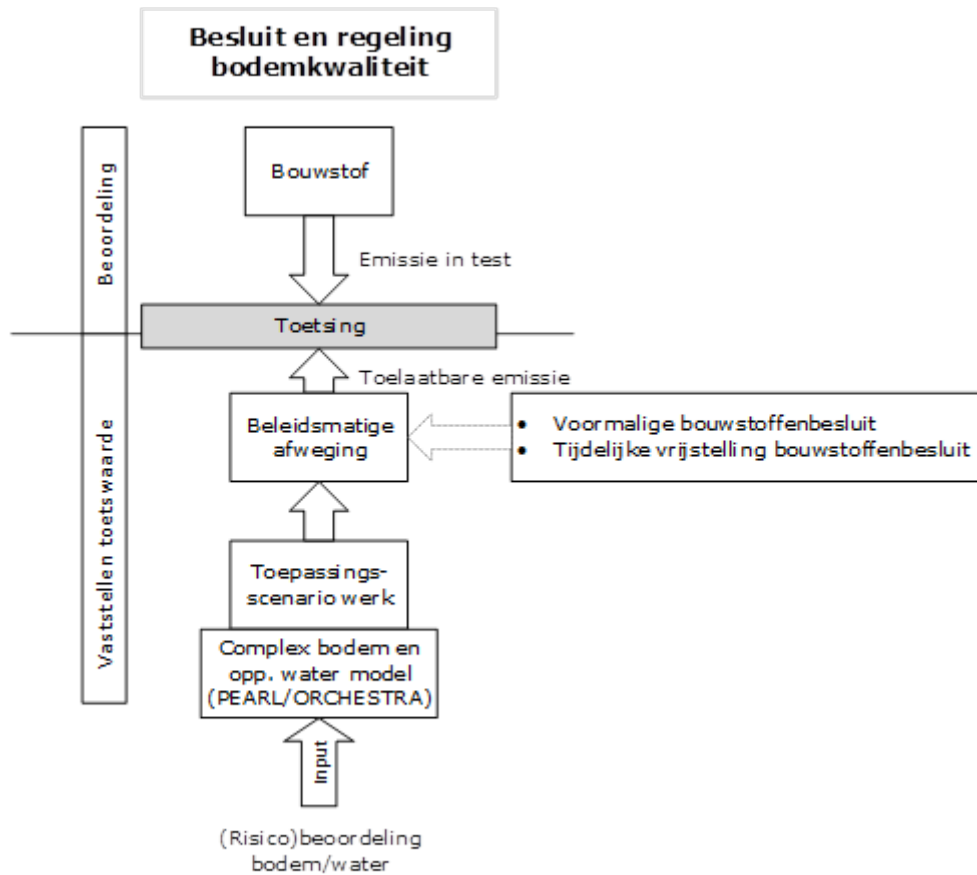 Besluit en regeling
bodemkwaliteit
Beoordeling
Bouwstof
Emissie in test
Toetsing
Toelaatbare emissie
Vaststellen toetswaarde
Beleidsmatige
afweging
• Voormalige bouwstoffenbesluit
• Tijdelijke vrijstelling bouwstoffenbesluit
Toepassings-
scenario werk
Complex bodem en
opp. water model
(PEARL/ORCHESTRA)
Input
(Risico)beoordeling
bodem/water